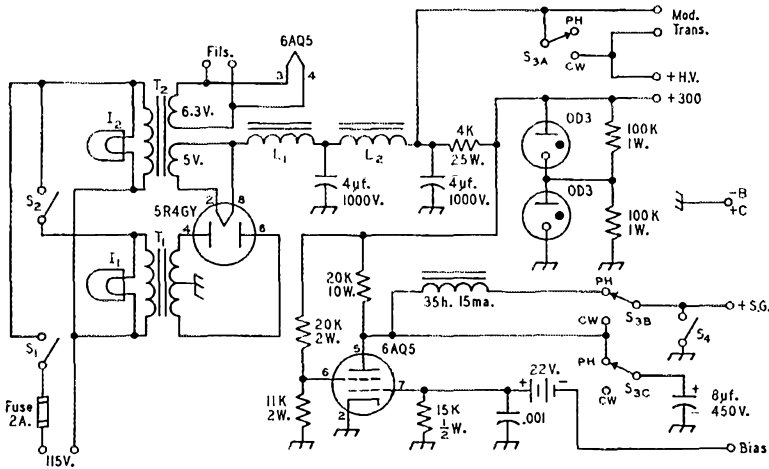 PH
Mod.
Trans.
S3A
CW
+ H.V.
+ 300
Fils.
6AQ5
3
4
T2
6.3V.
I2
5V.
L1
L2
4K
25W.
OD3
100K
1W.
4µf.
1000V.
4µf.
1000V.
OD3
100K
1W.
-B
+C
S2
2
8
5R4GY
4
6
T1
I1
20K
10W.
35h. 15ma.
PH
S3B
+ S.G.
CW
S4
S1
20K
2W.
5
6AQ5
PH
S3C
CW
6
7
22V.
+
-
+
8µf.
450V.
Fuse
2A.
11K
2W.
2
15K
1/2 W.
.001
115V.
Bias